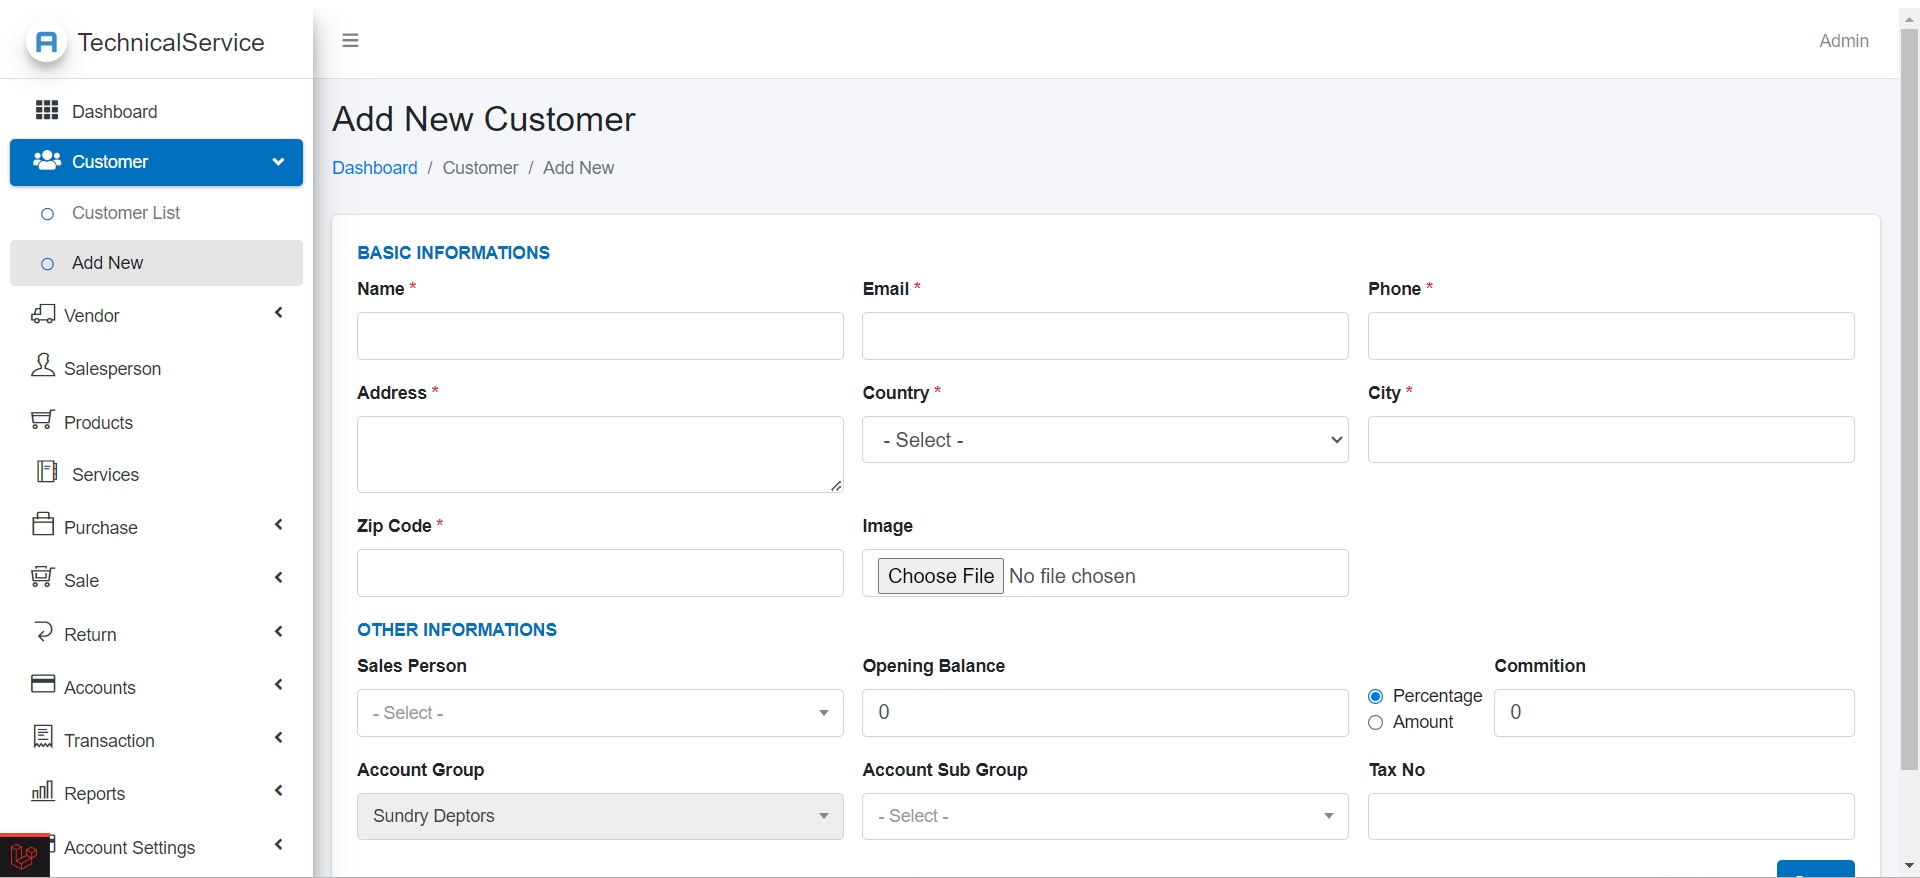 TechnicalService
Admin
Dashboard
Customer
Customer List
Add New
Vendor
Salesperson
Products
Services
Purchase
Sale
Return
Accounts
Transaction
Reports
Account Settings
Add New Customer
Dashboard / Customer / Add New
BASIC INFORMATIONS
Name * Email * Phone *
Address * Country * City *
- Select -
Zip Code * Image
Choose File No file chosen
OTHER INFORMATIONS
Sales Person Opening Balance Commition
- Select - 0 Percentage 0
Amount
Account Group Account Sub Group Tax No
Sundry Deptors - Select -